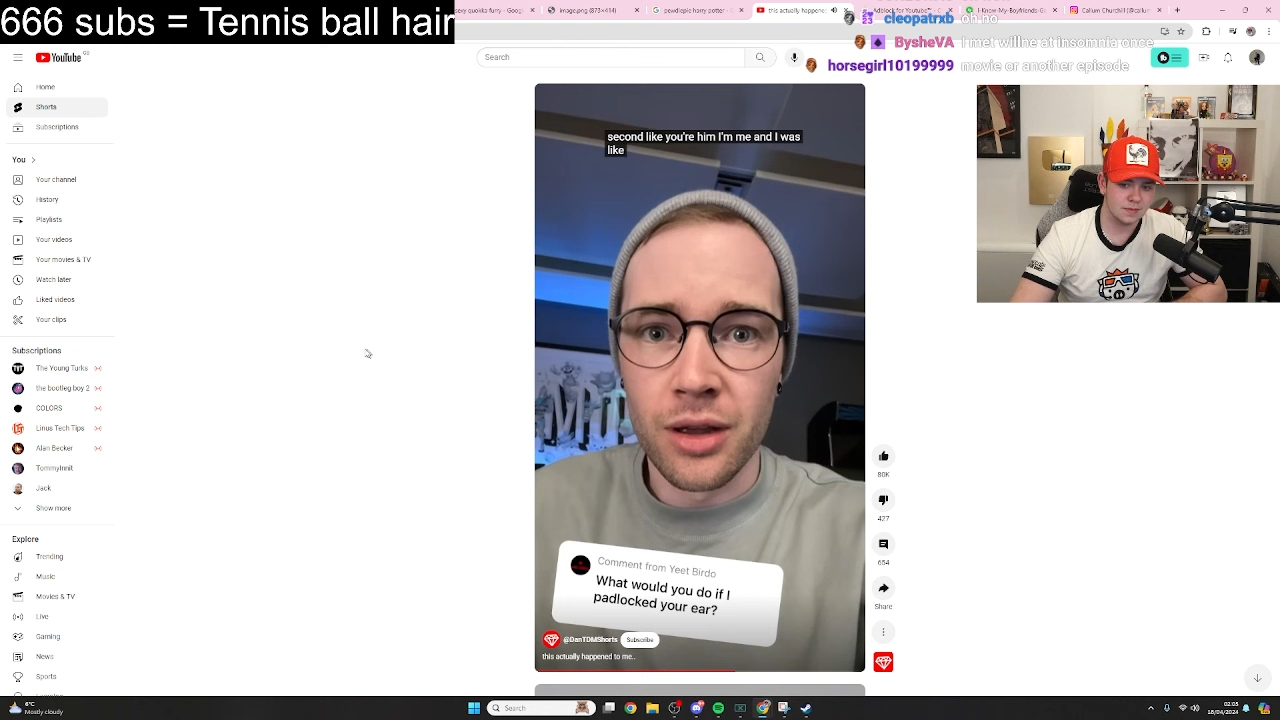 666 subs = Tennis ball hair
cleopatrxb oh no
BysheVA I met willne at insomnia once
horsegirl10199999 movie or another episode
YouTube
Search
Home
Shorts
Subscriptions
You
Your channel
History
Playlists
Your videos
Your movies & TV
Watch later
Liked videos
Your clips
Subscriptions
The Young Turks
the bootleg boy 2
COLORS
Linus Tech Tips
Alan Becker
TommyInnit
Jack
Show more
Explore
Trending
Music
Movies & TV
Live
Gaming
News
Sports
second like you're him I'm me and I was
like
Comment from Yeet Birdo
What would you do if I
padlocked your ear?
@DanTDMShorts Subscribe
this actually happened to me..
80K
427
654
Share
6°C
Mostly cloudy
Search
02:05